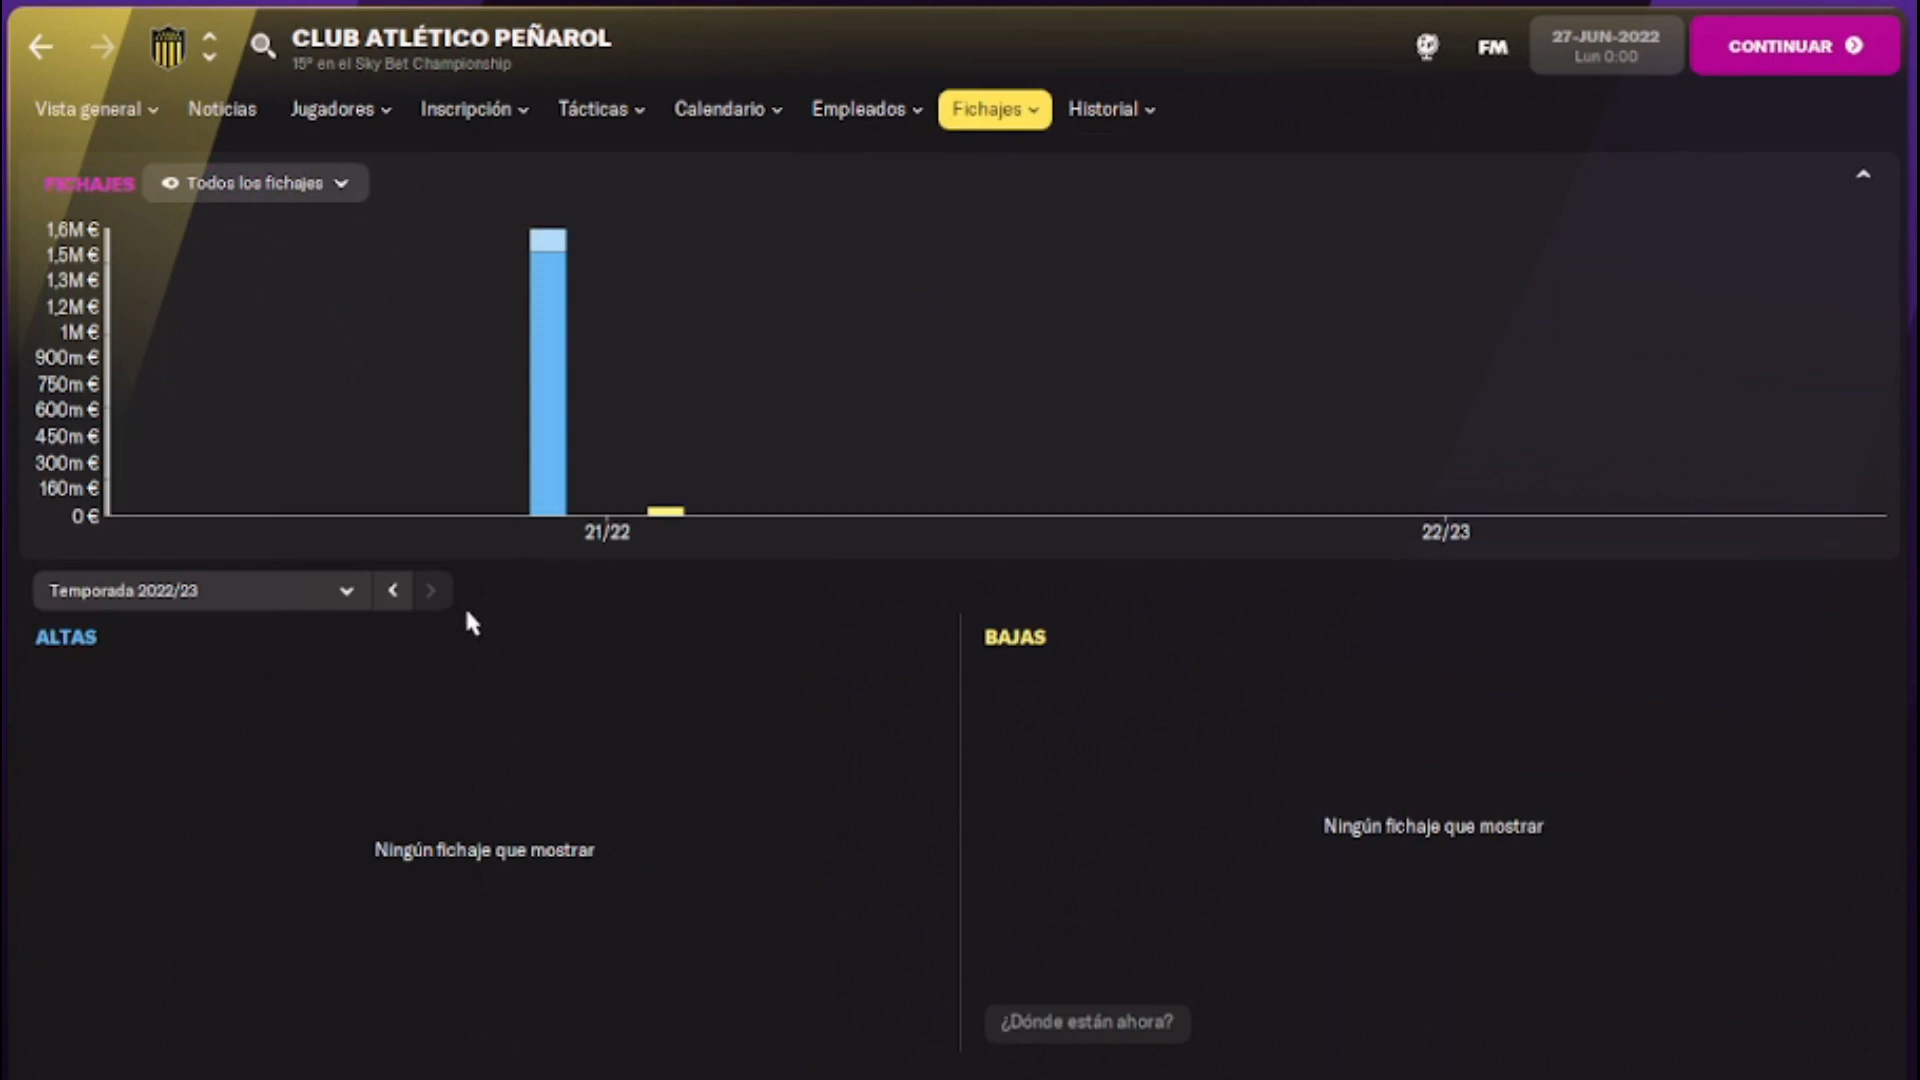 CLUB ATLÉTICO PEÑAROL
15º en el Sky Bet Championship
FM
27-JUN-2022
Lun 0:00
CONTINUAR
Vista general
Noticias
Jugadores
Inscripción
Tácticas
Calendario
Empleados
Fichajes
Historial
FICHAJES
Todos los fichajes
1,6M €
1,5M €
1,3M €
1,2M €
1M €
900m €
750m €
600m €
450m €
300m €
160m €
0 €
21/22
22/23
Temporada 2022/23
ALTAS
BAJAS
Ningún fichaje que mostrar
Ningún fichaje que mostrar
¿Dónde están ahora?